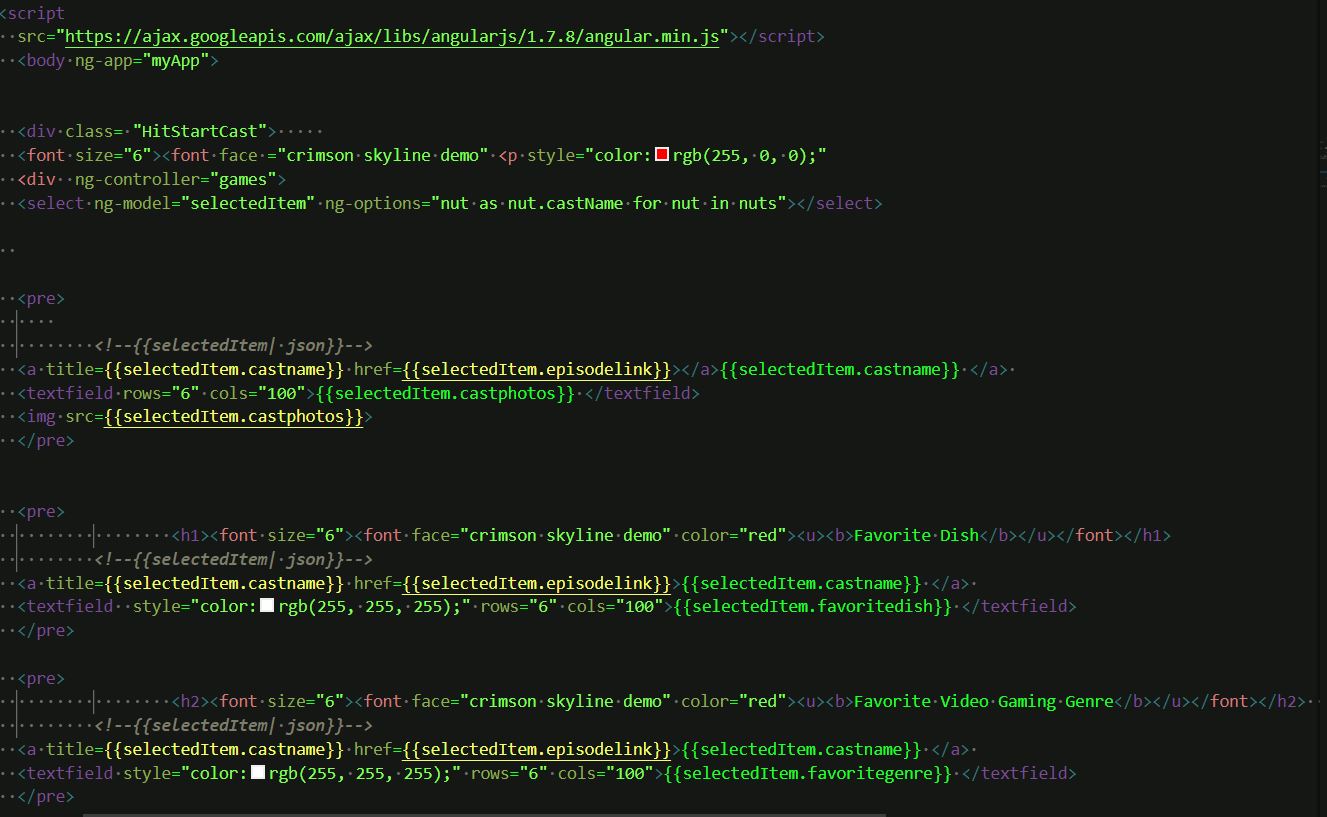 <script
src="https://ajax.googleapis.com/ajax/libs/angularjs/1.7.8/angular.min.js"></script>
<body ng-app="myApp">
<div class= "HitStartCast">
<font size="6"><font face ="crimson skyline demo" <p style="color:rgb(255, 0, 0);"
<div  ng-controller="games">
<select ng-model="selectedItem" ng-options="nut as nut.castName for nut in nuts"></select>
<pre>
<!--{{selectedItem| json}}-->
<a title={{selectedItem.castname}} href={{selectedItem.episodelink}}></a>{{selectedItem.castname}} </a>
<textfield rows="6" cols="100">{{selectedItem.castphotos}} </textfield>
<img src={{selectedItem.castphotos}}>
</pre>
<pre>
<h1><font size="6"><font face="crimson skyline demo" color="red"><u><b>Favorite Dish</b></u></font></h1>
<!--{{selectedItem| json}}-->
<a title={{selectedItem.castname}} href={{selectedItem.episodelink}}>{{selectedItem.castname}} </a>
<textfield  style="color:rgb(255, 255, 255);" rows="6" cols="100">{{selectedItem.favoritedish}} </textfield>
</pre>
<pre>
<h2><font size="6"><font face="crimson skyline demo" color="red"><u><b>Favorite Video Gaming Genre</b></u></font></h2>
<!--{{selectedItem| json}}-->
<a title={{selectedItem.castname}} href={{selectedItem.episodelink}}>{{selectedItem.castname}} </a>
<textfield style="color:rgb(255, 255, 255);" rows="6" cols="100">{{selectedItem.favoritegenre}} </textfield>
</pre>